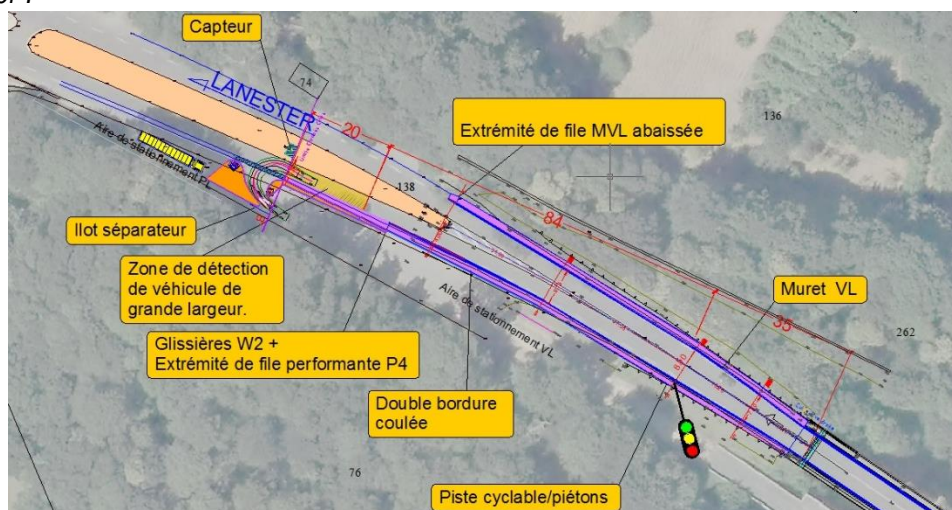 Capteur
74
LANESTER
20
Extrémité de file MVL abaissée
136
Aire de stationnement PL
138
84
Ilot séparateur
Zone de détection
de véhicule de
grande largeur.
Aire de stationnement VL
Muret VL
35
262
Glissières W2 +
Extrémité de file performante P4
Double bordure
coulée
76
Piste cyclable/piétons